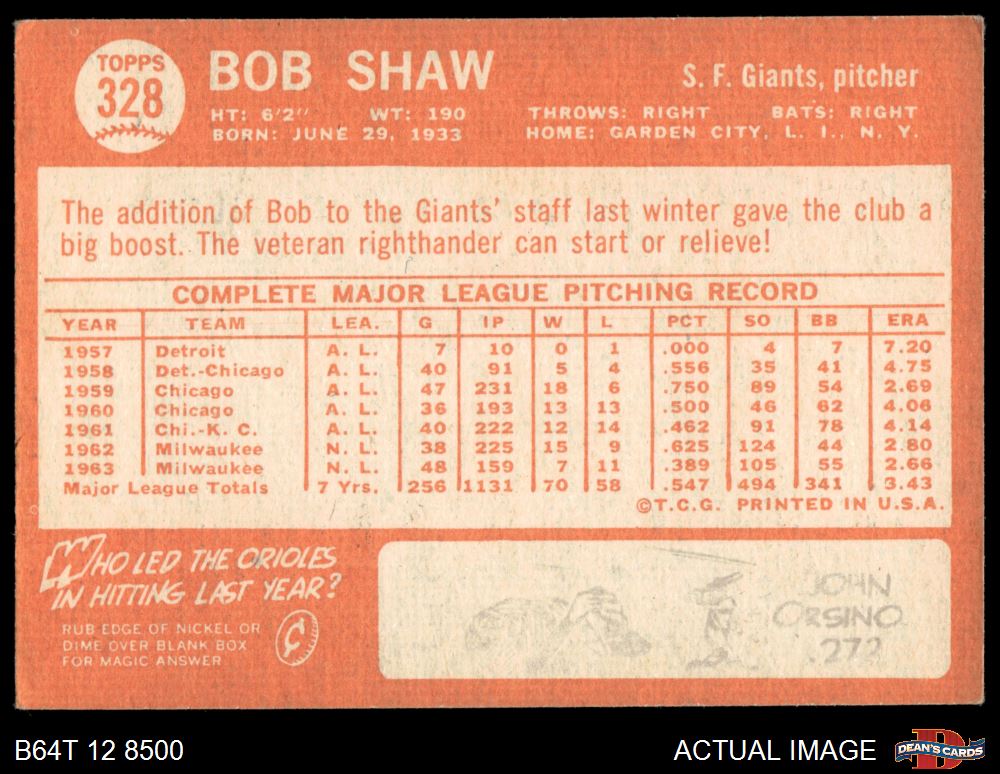 TOPPS
328
BOB SHAW
S. F. Giants, pitcher
HT: 6'2" WT: 190 THROWS: RIGHT BATS: RIGHT
BORN: JUNE 29, 1933 HOME: GARDEN CITY, L. I., N. Y.
The addition of Bob to the Giants' staff last winter gave the club a
big boost. The veteran righthander can start or relieve!
COMPLETE MAJOR LEAGUE PITCHING RECORD
YEAR TEAM LEA. G IP W L PCT SO BB ERA
1957 Detroit A. L. 7 10 0 1 .000 4 7 7.20
1958 Det.-Chicago A. L. 40 91 5 4 .556 35 41 4.75
1959 Chicago A. L. 47 231 18 6 .750 89 54 2.69
1960 Chicago A. L. 36 193 13 13 .500 46 62 4.06
1961 Chi.-K. C. A. L. 40 222 12 14 .462 91 78 4.14
1962 Milwaukee N. L. 38 225 15 9 .625 124 44 2.80
1963 Milwaukee N. L. 48 159 7 11 .389 105 55 2.66
Major League Totals 7 Yrs. 256 1131 70 58 .547 494 341 3.43
©T.C.G. PRINTED IN U.S.A.
WHO LED THE ORIOLES
IN HITTING LAST YEAR?
RUB EDGE OF NICKEL OR
DIME OVER BLANK BOX
FOR MAGIC ANSWER
¢
JOHN
ORSINO
.272
B64T 12 8500
ACTUAL IMAGE
D
DEAN'S CARDS